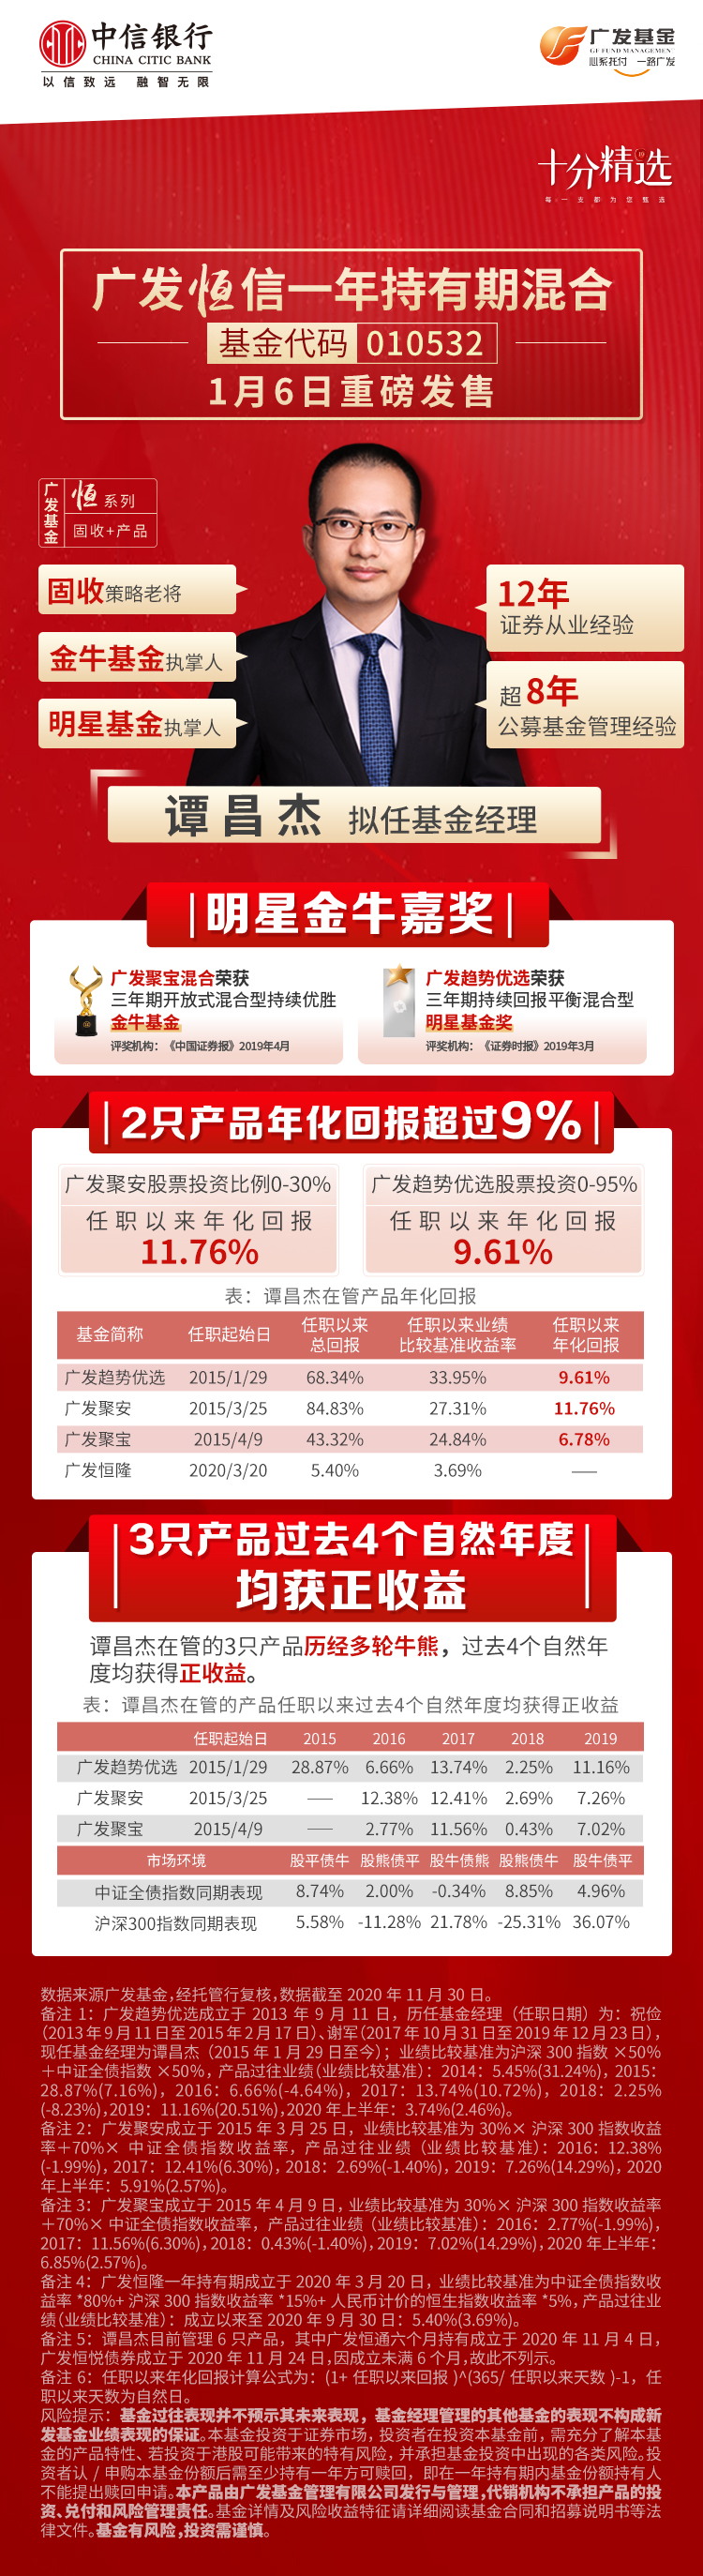 中信银行
CHINA CITIC BANK
以信致远 融智无限
广发基金
GF FUND MANAGEMENT
心系托付 一路广发
十分精选
每一支都为您甄选
广发恒信一年持有期混合
基金代码 010532
1月6日重磅发售
广发基金
恒系列
固收+产品
固收策略老将
金牛基金执掌人
明星基金执掌人
12年
证券从业经验
超8年
公募基金管理经验
谭昌杰 拟任基金经理
明星金牛嘉奖
广发聚宝混合荣获
三年期开放式混合型持续优胜
金牛基金
评奖机构：《中国证券报》2019年4月
广发趋势优选荣获
三年期持续回报平衡混合型
明星基金奖
评奖机构：《证券时报》2019年3月
2只产品年化回报超过9%
广发聚安股票投资比例0-30%
任职以来年化回报
11.76%
广发趋势优选股票投资0-95%
任职以来年化回报
9.61%
表：谭昌杰在管产品年化回报
基金简称 任职起始日 任职以来总回报 任职以来业绩比较基准收益率 任职以来年化回报
广发趋势优选 2015/1/29 68.34% 33.95% 9.61%
广发聚安 2015/3/25 84.83% 27.31% 11.76%
广发聚宝 2015/4/9 43.32% 24.84% 6.78%
广发恒隆 2020/3/20 5.40% 3.69% ——
3只产品过去4个自然年度
均获正收益
谭昌杰在管的3只产品历经多轮牛熊，过去4个自然年
度均获得正收益。
表：谭昌杰在管的产品任职以来过去4个自然年度均获得正收益
任职起始日 2015 2016 2017 2018 2019
广发趋势优选 2015/1/29 28.87% 6.66% 13.74% 2.25% 11.16%
广发聚安 2015/3/25 —— 12.38% 12.41% 2.69% 7.26%
广发聚宝 2015/4/9 —— 2.77% 11.56% 0.43% 7.02%
市场环境 股平债牛 股熊债平 股牛债熊 股熊债牛 股牛债平
中证全债指数同期表现 8.74% 2.00% -0.34% 8.85% 4.96%
沪深300指数同期表现 5.58% -11.28% 21.78% -25.31% 36.07%
数据来源广发基金，经托管行复核，数据截至 2020 年 11 月 30 日。
备注 1：广发趋势优选成立于 2013 年 9 月 11 日，历任基金经理（任职日期）为：祝俭
（2013 年 9 月 11 日至 2015 年 2 月 17 日）、谢军（2017 年 10 月 31 日至 2019 年 12 月 23 日），
现任基金经理为谭昌杰（2015 年 1 月 29 日至今）；业绩比较基准为沪深 300 指数 ×50%
＋中证全债指数 ×50%，产品过往业绩（业绩比较基准）：2014：5.45%(31.24%)，2015：
28.87%(7.16%)，2016：6.66%(-4.64%)，2017：13.74%(10.72%)，2018：2.25%
(-8.23%)，2019：11.16%(20.51%)，2020 年上半年：3.74%(2.46%)。
备注 2：广发聚安成立于 2015 年 3 月 25 日，业绩比较基准为 30%× 沪深 300 指数收益
率＋70%× 中证全债指数收益率，产品过往业绩（业绩比较基准）：2016：12.38%
(-1.99%)，2017：12.41%(6.30%)，2018：2.69%(-1.40%)，2019：7.26%(14.29%)，2020
年上半年：5.91%(2.57%)。
备注 3：广发聚宝成立于 2015 年 4 月 9 日，业绩比较基准为 30%× 沪深 300 指数收益率
＋70%× 中证全债指数收益率，产品过往业绩（业绩比较基准）：2016：2.77%(-1.99%)，
2017：11.56%(6.30%)，2018：0.43%(-1.40%)，2019：7.02%(14.29%)，2020 年上半年：
6.85%(2.57%)。
备注 4：广发恒隆一年持有期成立于 2020 年 3 月 20 日，业绩比较基准为中证全债指数收
益率 *80%+ 沪深 300 指数收益率 *15%+ 人民币计价的恒生指数收益率 *5%，产品过往业
绩（业绩比较基准）：成立以来至 2020 年 9 月 30 日：5.40%(3.69%)。
备注 5：谭昌杰目前管理 6 只产品，其中广发恒通六个月持有成立于 2020 年 11 月 4 日，
广发恒悦债券成立于 2020 年 11 月 24 日，因成立未满 6 个月，故此不列示。
备注 6：任职以来年化回报计算公式为：(1+ 任职以来回报 )^(365/ 任职以来天数 )-1，任
职以来天数为自然日。
风险提示：基金过往表现并不预示其未来表现，基金经理管理的其他基金的表现不构成新
发基金业绩表现的保证。本基金投资于证券市场，投资者在投资本基金前，需充分了解本基
金的产品特性、若投资于港股可能带来的特有风险，并承担基金投资中出现的各类风险。投
资者认 / 申购本基金份额后需至少持有一年方可赎回，即在一年持有期内基金份额持有人
不能提出赎回申请。本产品由广发基金管理有限公司发行与管理，代销机构不承担产品的投
资、兑付和风险管理责任。基金详情及风险收益特征请详细阅读基金合同和招募说明书等法
律文件。基金有风险，投资需谨慎。